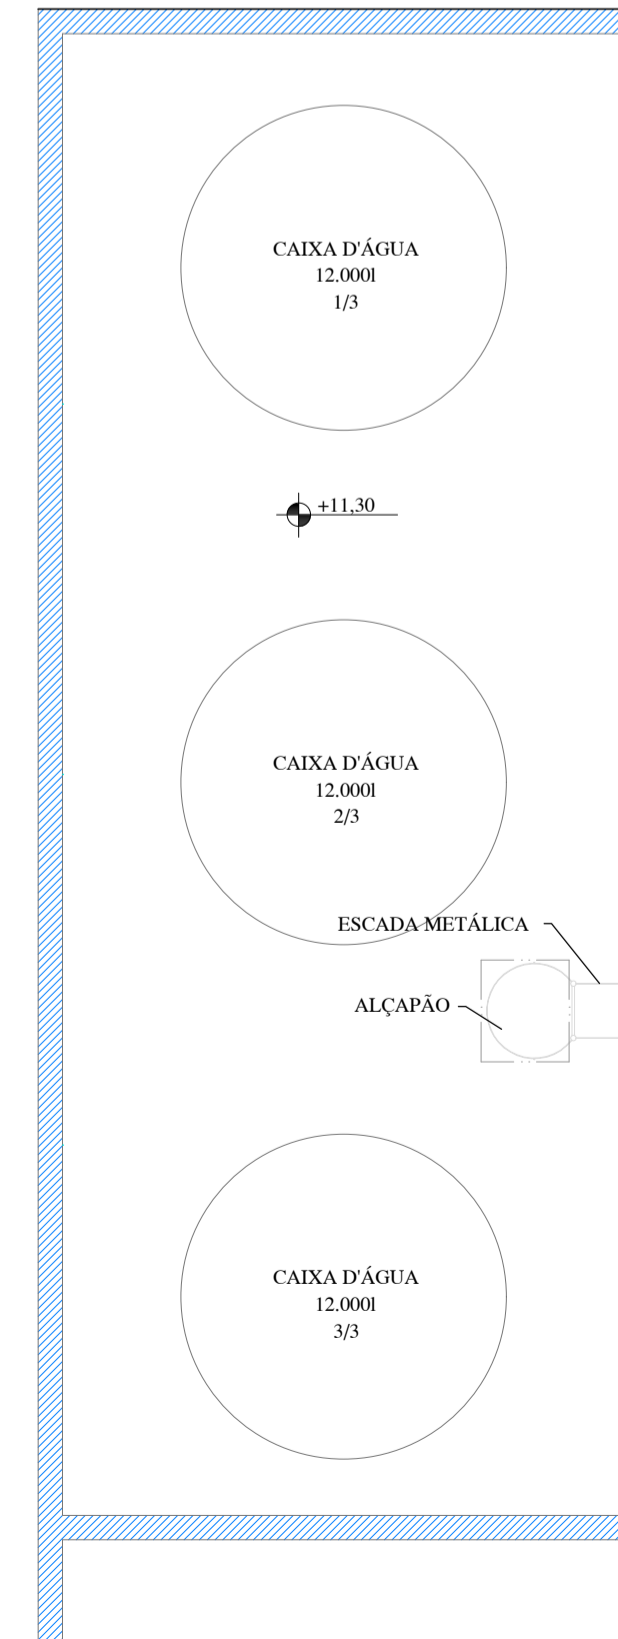 CAIXA D'ÁGUA
12.000l
1/3
+11,30
CAIXA D'ÁGUA
12.000l
2/3
ESCADA METÁLICA
ALÇAPÃO
CAIXA D'ÁGUA
12.000l
3/3